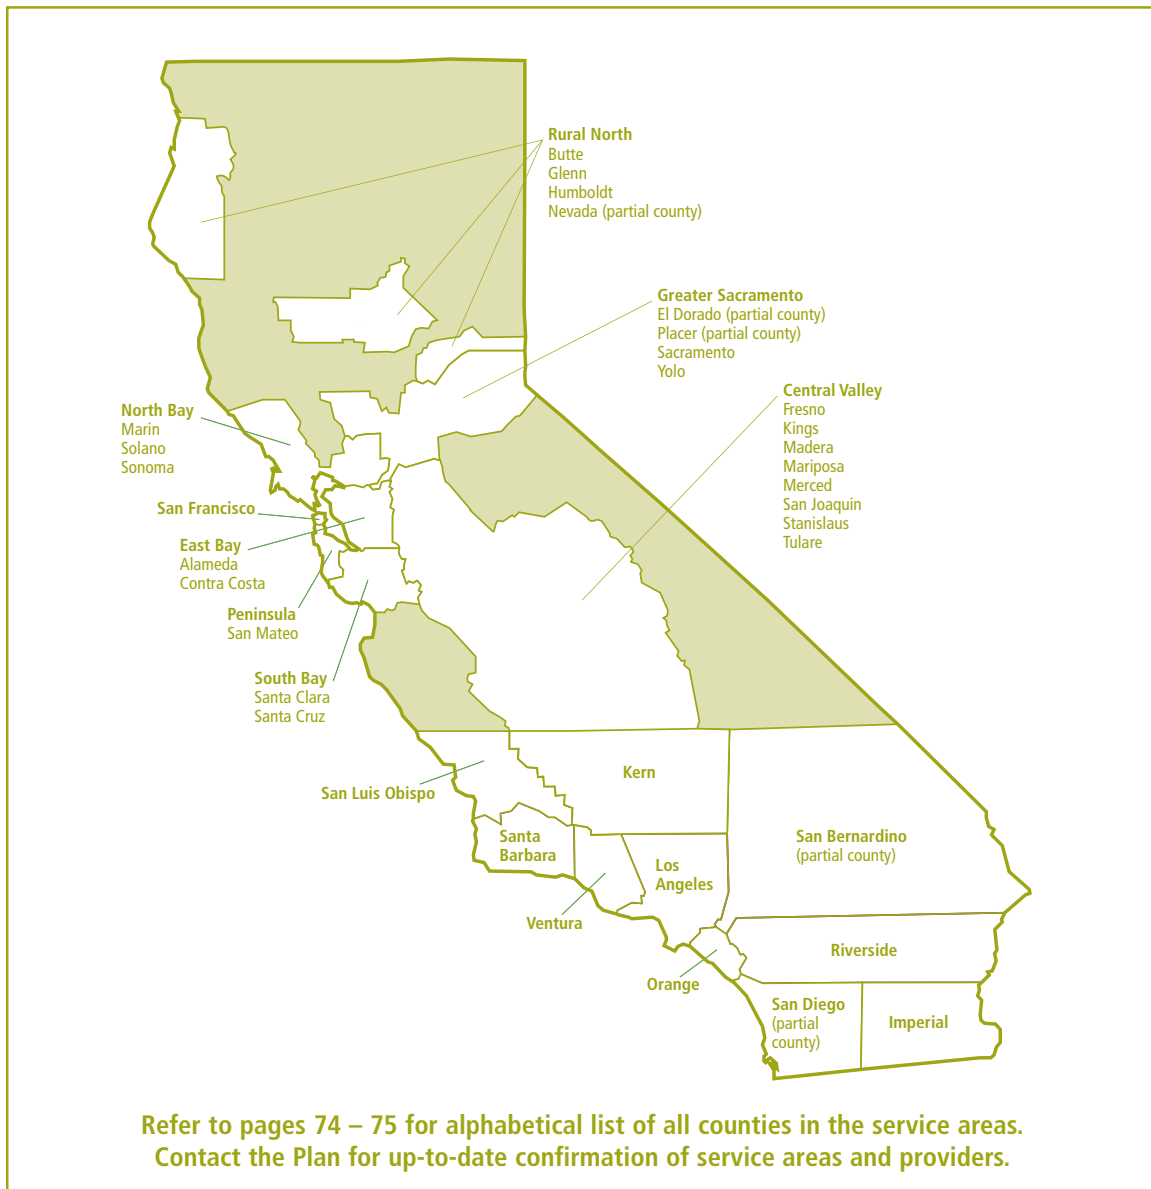 Rural North
Butte
Glenn
Humboldt
Nevada (partial county)
Greater Sacramento
El Dorado (partial county)
Placer (partial county)
Sacramento
Yolo
Central Valley
Fresno
Kings
Madera
Mariposa
Merced
San Joaquin
Stanislaus
Tulare
North Bay
Marin
Solano
Sonoma
San Francisco
East Bay
Alameda
Contra Costa
Peninsula
San Mateo
South Bay
Santa Clara
Santa Cruz
San Luis Obispo
Kern
Santa
Barbara
Los
Angeles
San Bernardino
(partial county)
Ventura
Riverside
Orange
San Diego
(partial
county)
Imperial
Refer to pages 74 – 75 for alphabetical list of all counties in the service areas.
Contact the Plan for up-to-date confirmation of service areas and providers.